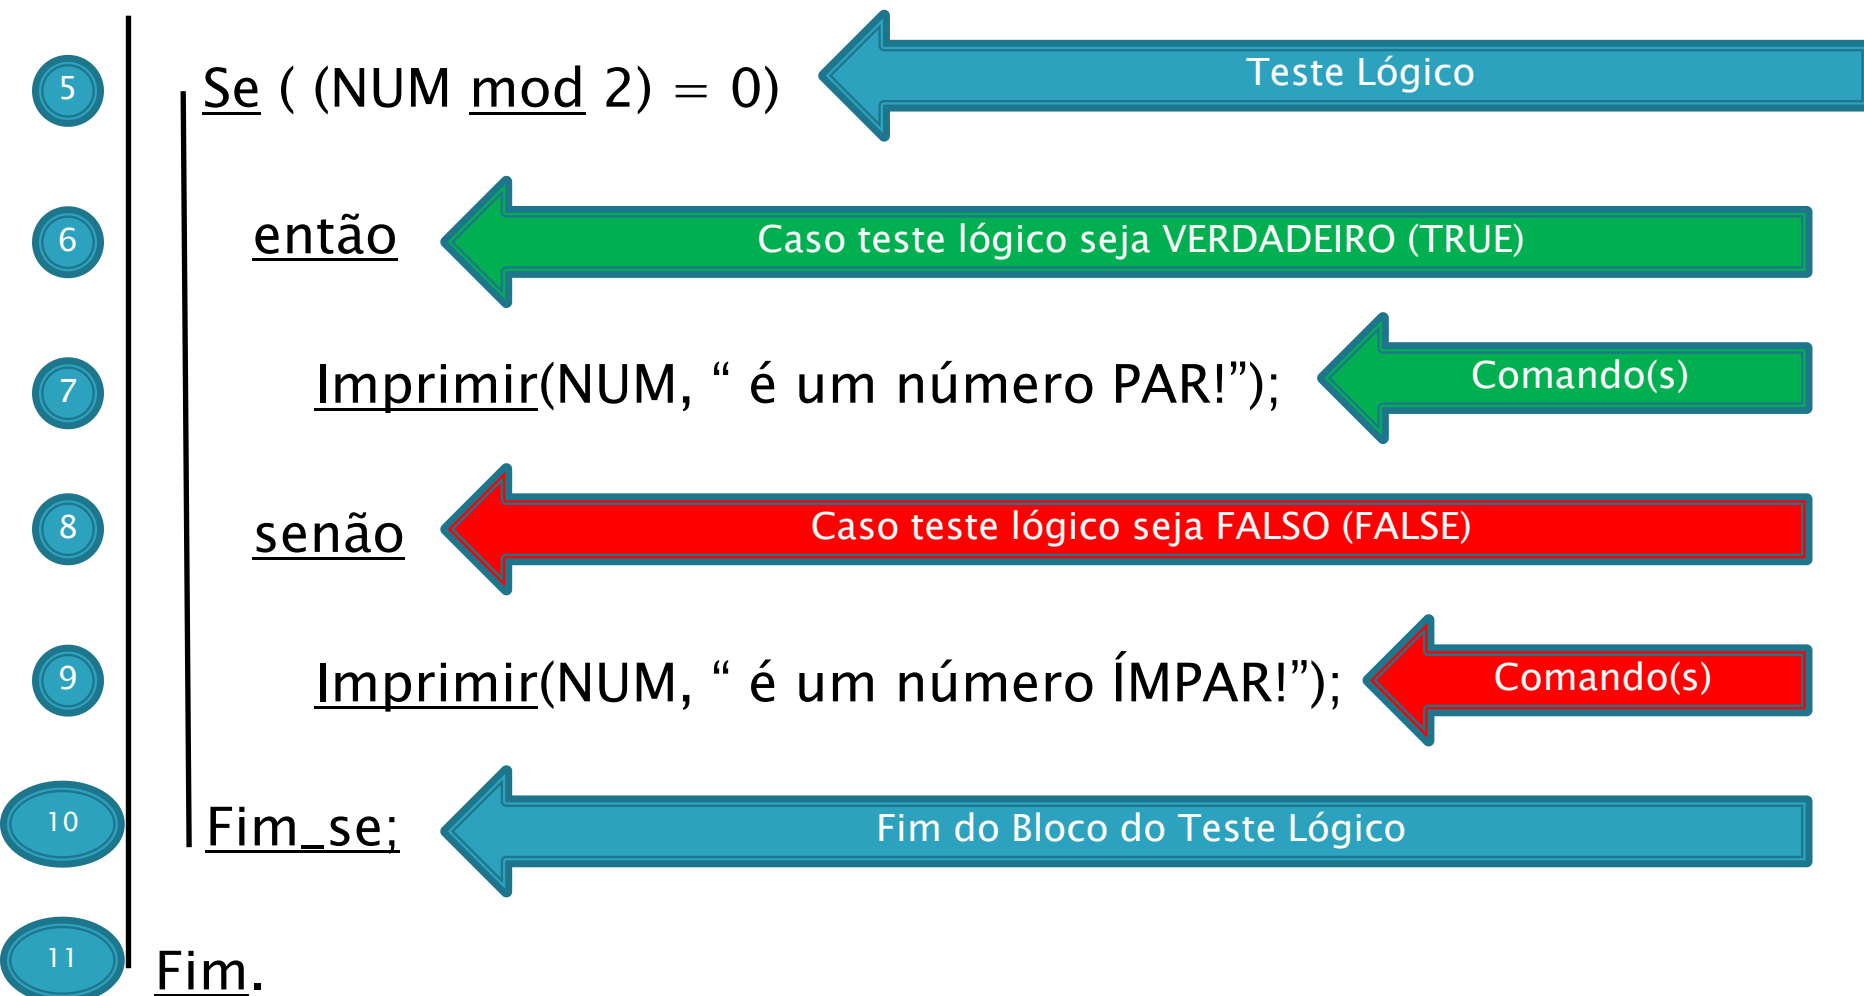 5 Se ( (NUM mod 2) = 0) Teste Lógico
6 então Caso teste lógico seja VERDADEIRO (TRUE)
7 Imprimir(NUM, “ é um número PAR!”); Comando(s)
8 senão Caso teste lógico seja FALSO (FALSE)
9 Imprimir(NUM, “ é um número ÍMPAR!”); Comando(s)
10 Fim_se; Fim do Bloco do Teste Lógico
11 Fim.